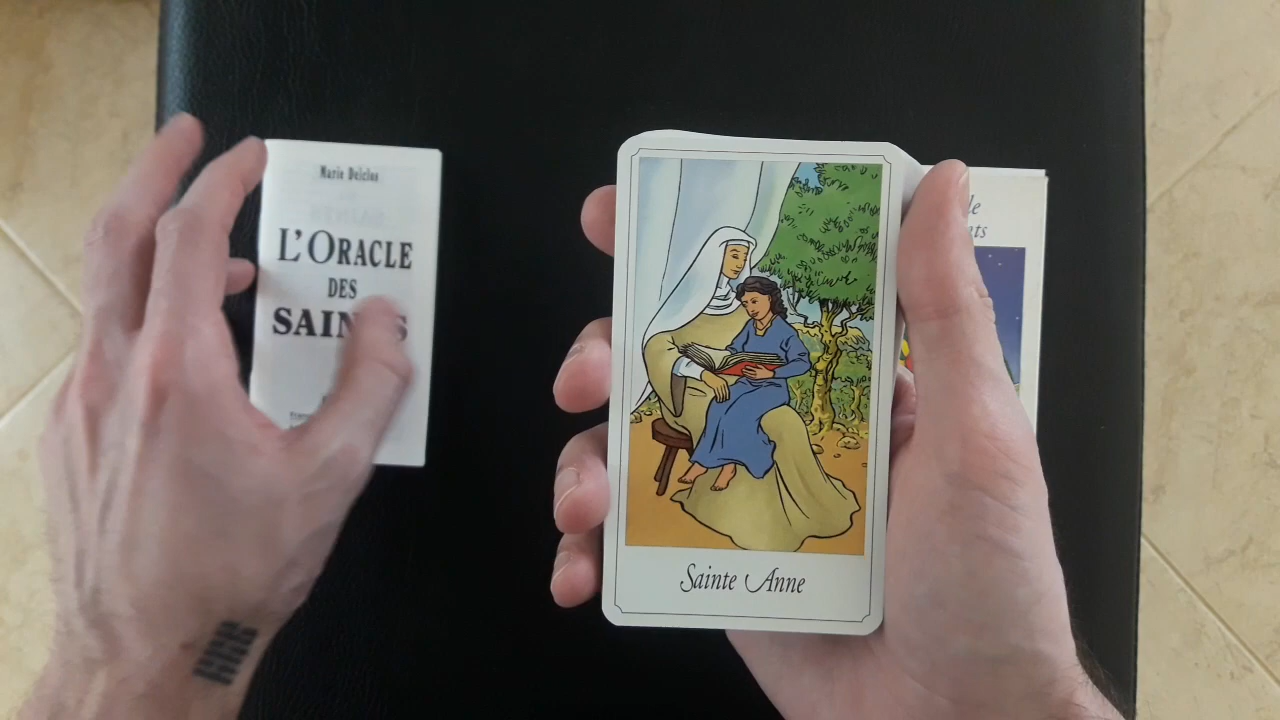 Marie Delclos
L'ORACLE
DES
SAINTS
Sainte Anne